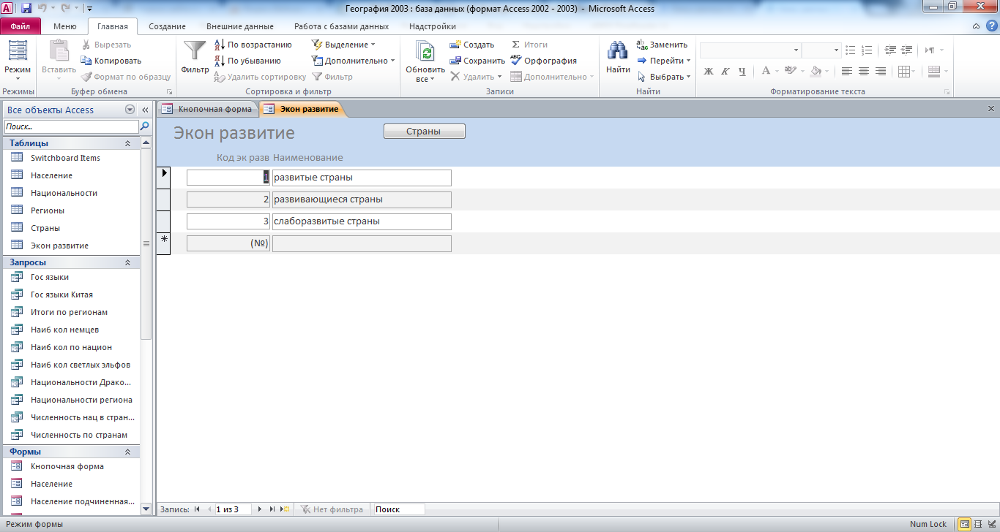 География 2003 : база данных (формат Access 2002 - 2003) - Microsoft Access
Файл Меню Главная Создание Внешние данные Работа с базами данных Надстройки
Режим
Режимы
Вставить
Вырезать
Копировать
Формат по образцу
Буфер обмена
Фильтр
По возрастанию
По убыванию
Удалить сортировку
Выделение
Дополнительно
Фильтр
Сортировка и фильтр
Обновить
все
Создать
Сохранить
Удалить
Итоги
Орфография
Дополнительно
Записи
Найти
Заменить
Перейти
Выбрать
Найти
Ж К Ч А
Форматирование текста
Все объекты Access
Поиск...
Таблицы
Switchboard Items
Население
Национальности
Регионы
Страны
Экон развитие
Запросы
Гос языки
Гос языки Китая
Итоги по регионам
Наиб кол немцев
Наиб кол по национ
Наиб кол светлых эльфов
Национальности Драко...
Национальности региона
Численность нац в стран...
Численность по странам
Формы
Кнопочная форма
Население
Население подчиненная...
Кнопочная форма Экон развитие
Экон развитие Страны
Код эк разв Наименование
1 развитые страны
2 развивающиеся страны
3 слаборазвитые страны
(№)
Запись: 1 из 3 Нет фильтра Поиск
Режим формы Num Lock